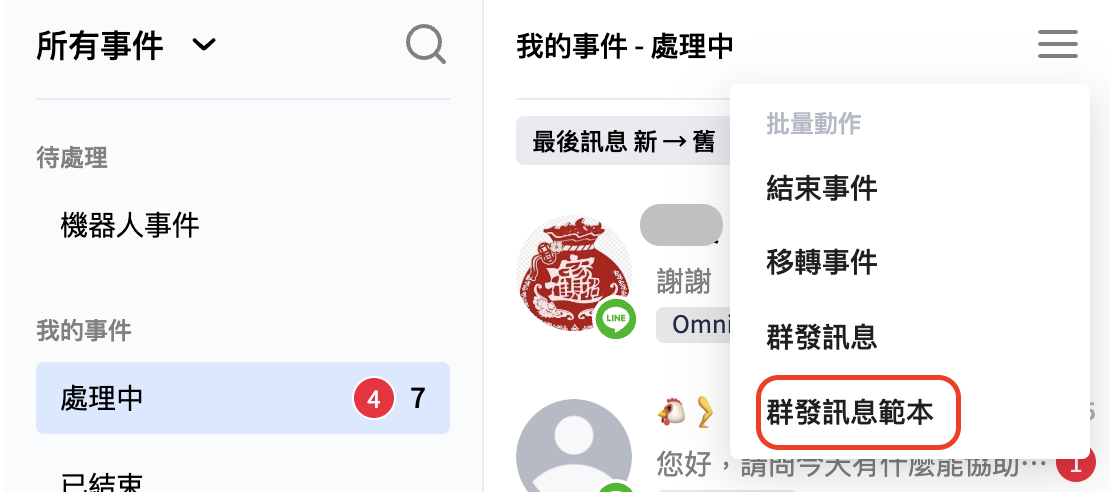 所有事件
待處理
機器人事件
我的事件
處理中 4 7
已結束
我的事件 - 處理中
最後訊息 新 → 舊
謝謝
LINE
Omni
您好，請問今天有什麼能協助… 1
批量動作
結束事件
移轉事件
群發訊息
群發訊息範本